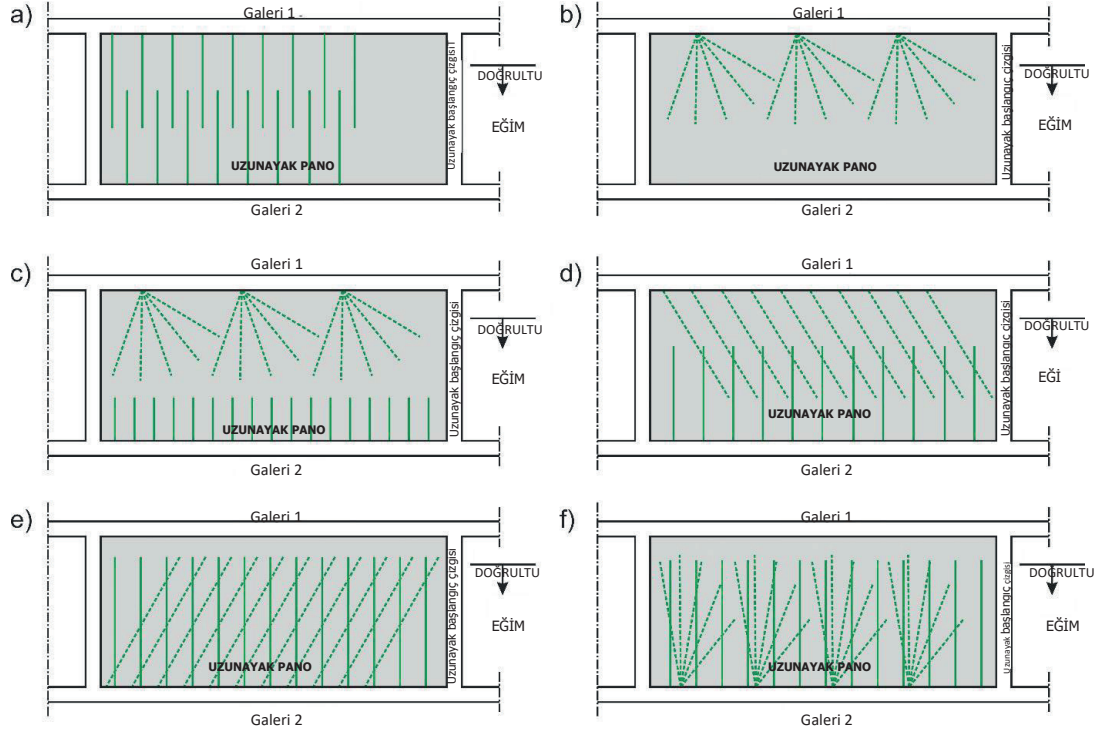 a)
Galeri 1
Uzunayak başlangıç çizgisi
DOĞRULTU
EĞİM
UZUNAYAK PANO
Galeri 2
b)
Galeri 1
Uzunayak başlangıç çizgisi
DOĞRULTU
EĞİM
UZUNAYAK PANO
Galeri 2
c)
Galeri 1
Uzunayak başlangıç çizgisi
DOĞRULTU
EĞİM
UZUNAYAK PANO
Galeri 2
d)
Galeri 1
Uzunayak başlangıç çizgisi
DOĞRULTU
EĞİ
UZUNAYAK PANO
Galeri 2
e)
Galeri 1
Uzunayak başlangıç çizgisi
DOĞRULTU
EĞİM
UZUNAYAK PANO
Galeri 2
f)
Galeri 1
Uzunayak başlangıç çizgisi
DOĞRULTU
EĞİM
UZUNAYAK PANO
Galeri 2